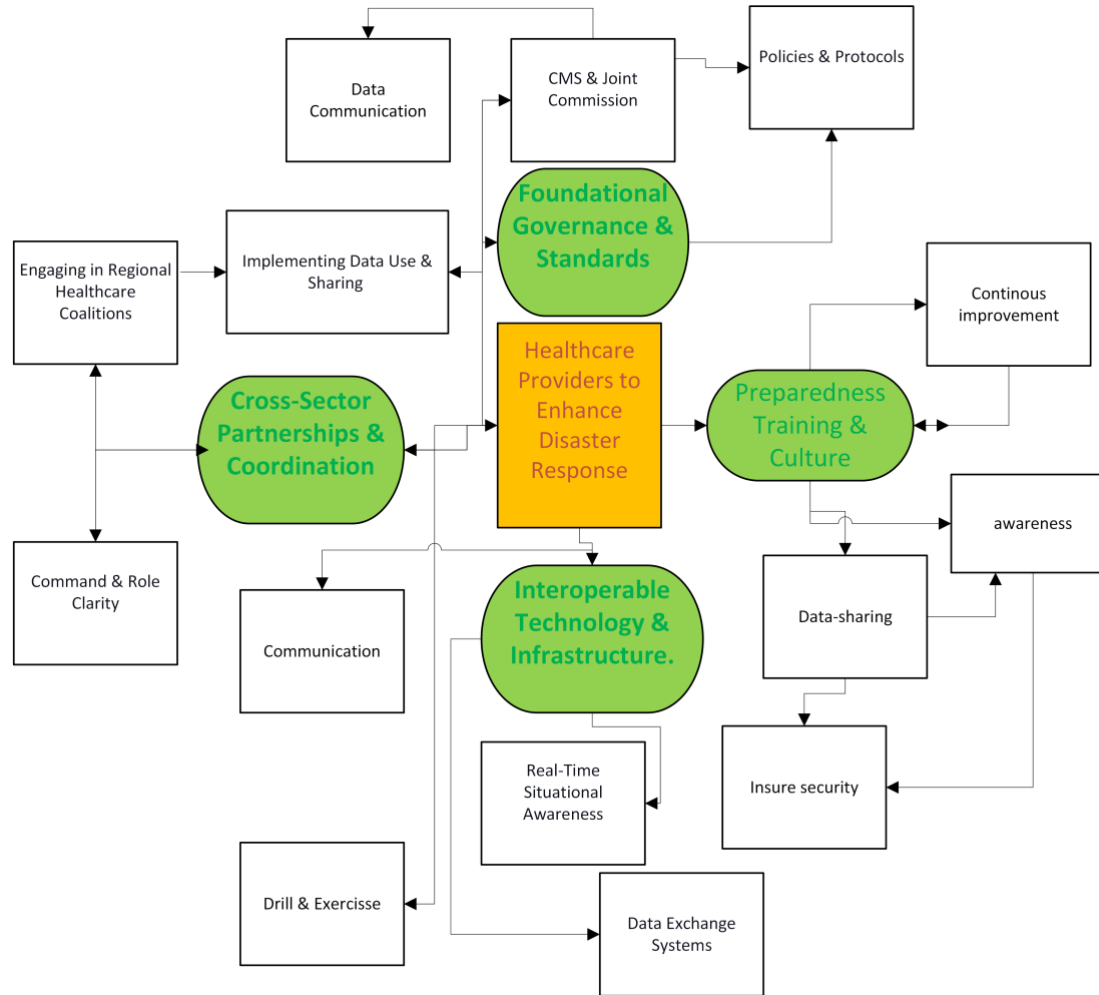 Data
Communication
CMS & Joint
Commission
Policies & Protocols
Foundational
Governance &
Standards
Engaging in Regional
Healthcare
Coalitions
Implementing Data Use &
Sharing
Continous
improvement
Healthcare
Providers to
Enhance
Disaster
Response
Cross-Sector
Partnerships &
Coordination
Preparedness
Training &
Culture
awareness
Command & Role
Clarity
Communication
Interoperable
Technology &
Infrastructure.
Data-sharing
Real-Time
Situational
Awareness
Insure security
Drill & Exercisse
Data Exchange
Systems